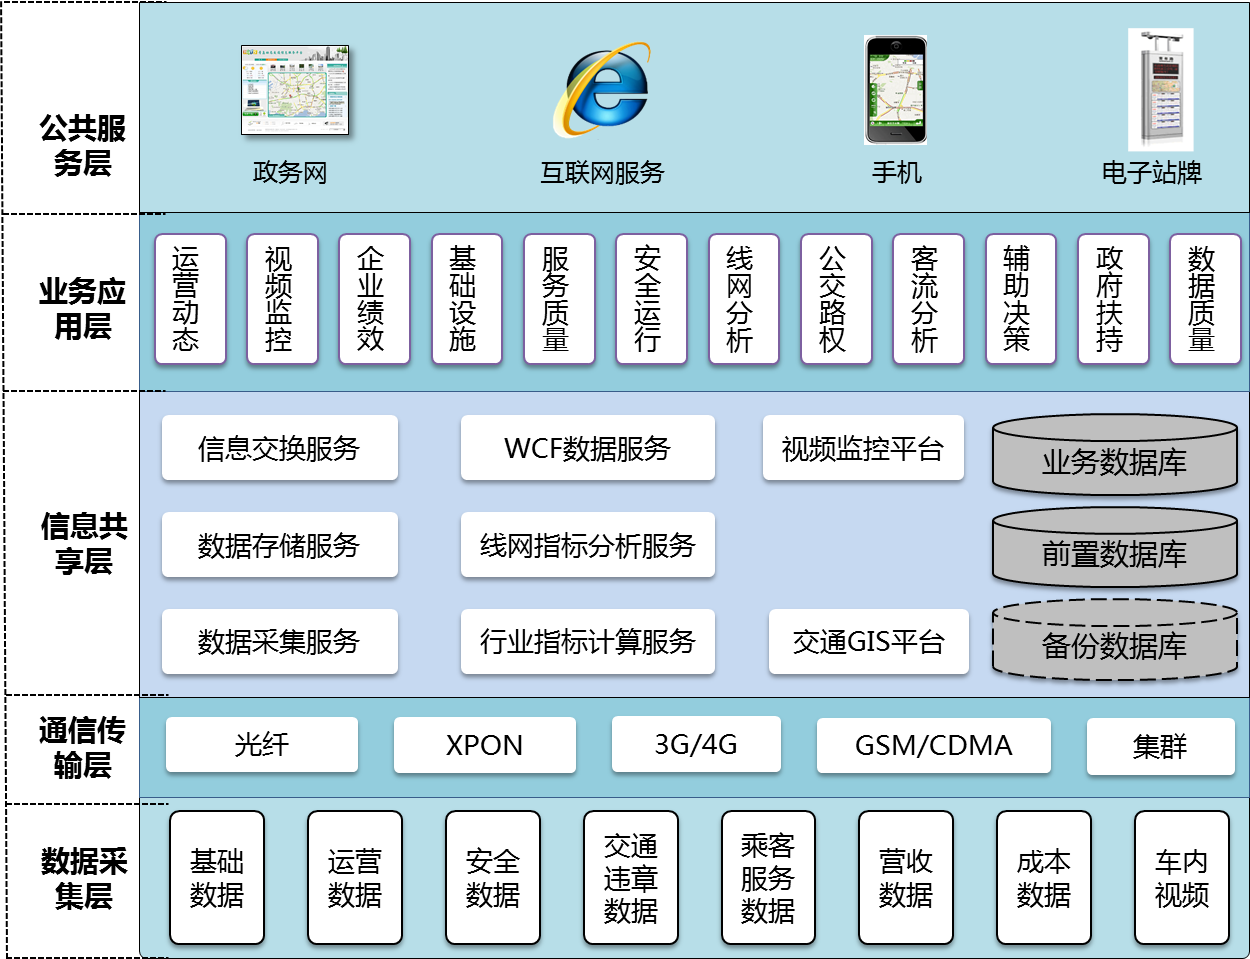 公共服
务层
政务网
互联网服务
手机
电子站牌
业务应
用层
运营动态
视频监控
企业绩效
基础设施
服务质量
安全运行
线网分析
公交路权
客流分析
辅助决策
政府扶持
数据质量
信息共
享层
信息交换服务
WCF数据服务
视频监控平台
业务数据库
数据存储服务
线网指标分析服务
前置数据库
数据采集服务
行业指标计算服务
交通GIS平台
备份数据库
通信传
输层
光纤
XPON
3G/4G
GSM/CDMA
集群
数据采
集层
基础
数据
运营
数据
安全
数据
交通
违章
数据
乘客
服务
数据
营收
数据
成本
数据
车内
视频